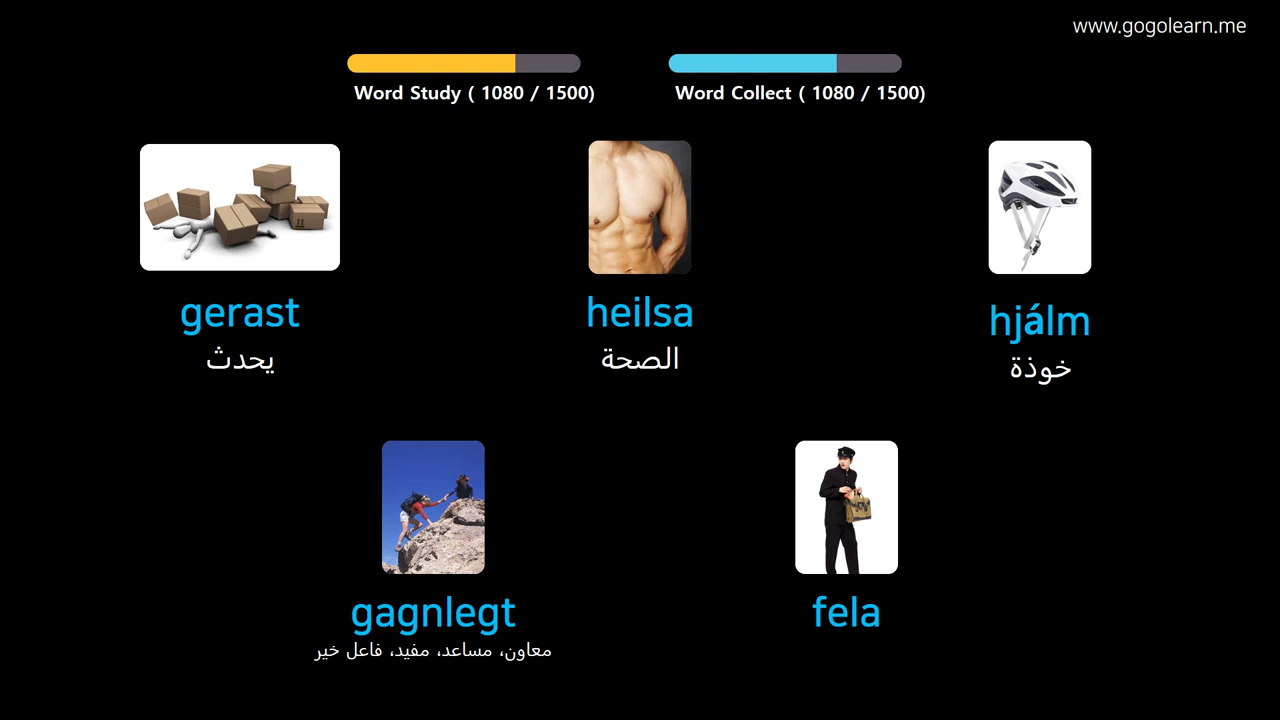 www.gogolearn.me
Word Study ( 1080 / 1500)
Word Collect ( 1080 / 1500)
gerast
يحدث
heilsa
الصحة
hjálm
خوذة
gagnlegt
معاون، مساعد، مفيد، فاعل خير
fela